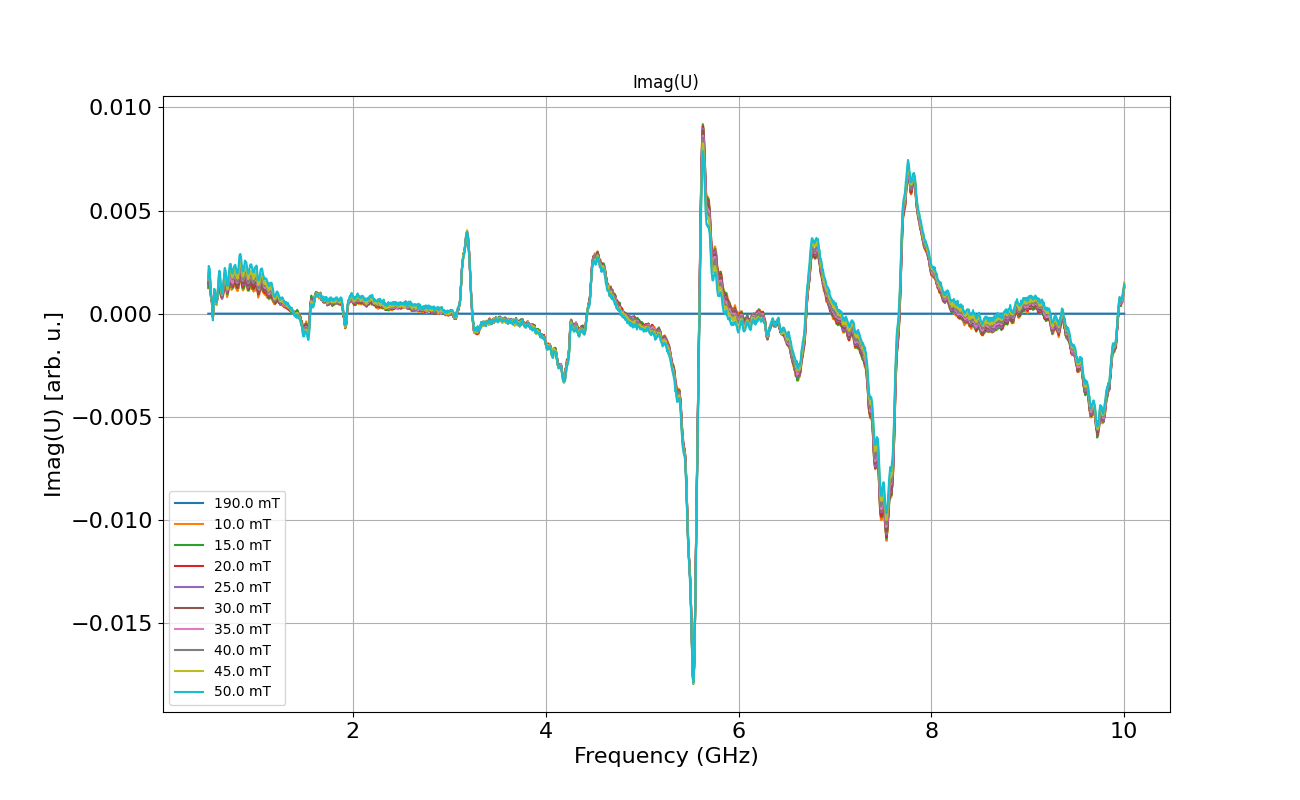 Imag(U)
0.010
0.005
0.000
−0.005
−0.010
−0.015
Imag(U) [arb. u.]
190.0 mT
10.0 mT
15.0 mT
20.0 mT
25.0 mT
30.0 mT
35.0 mT
40.0 mT
45.0 mT
50.0 mT
2 4 6 8 10
Frequency (GHz)